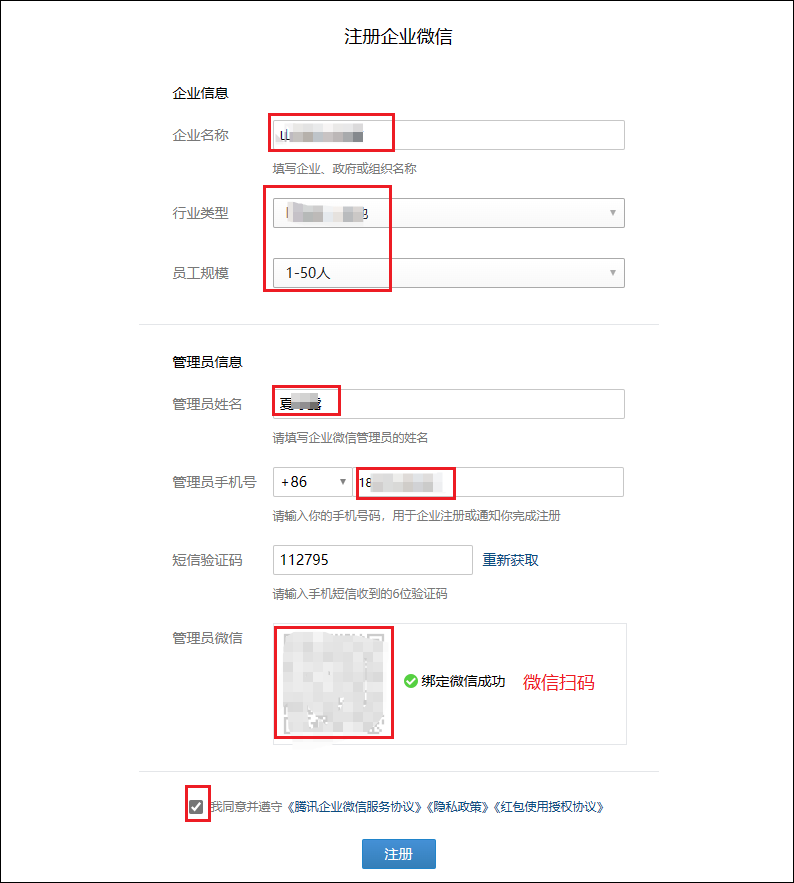 注册企业微信
企业信息
企业名称 山
填写企业、政府或组织名称
行业类型
员工规模 1-50人
管理员信息
管理员姓名 夏
请填写企业微信管理员的姓名
管理员手机号 +86 18
请输入你的手机号码，用于企业注册或通知你完成注册
短信验证码 112795 重新获取
请输入手机短信收到的6位验证码
管理员微信 绑定微信成功 微信扫码
我同意并遵守《腾讯企业微信服务协议》《隐私政策》《红包使用授权协议》
注册